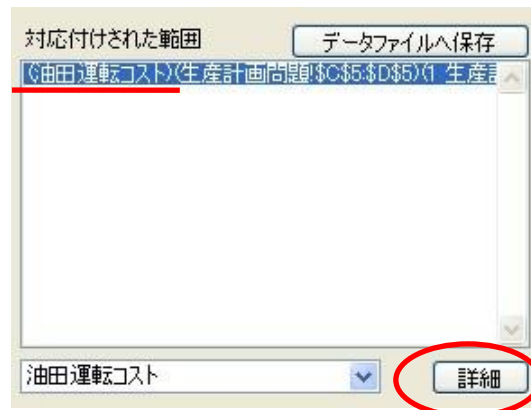 対応付けされた範囲
データファイルへ保存
(油田運転コスト)(生産計画問題!$C$5:$D$5)(1 生産
油田運転コスト
詳細